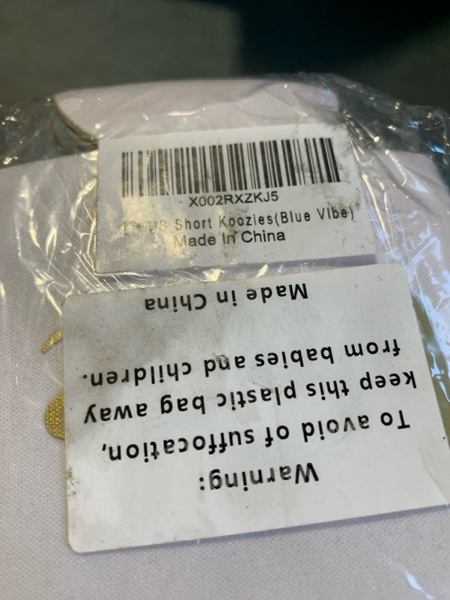 X002RXZKJ5
Short Koozies(Blue Vibe)
Made In China
Warning:
To avoid of suffocation,
keep this plastic bag away
from babies and children.
Made in China